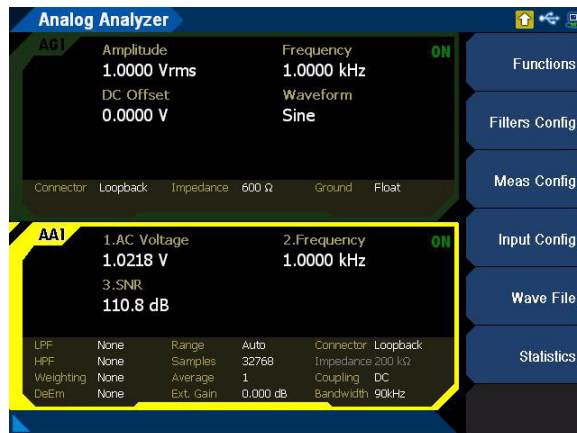 Analog Analyzer
AG1
Amplitude Frequency ON
1.0000 Vrms 1.0000 kHz
DC Offset Waveform
0.0000 V Sine
Connector Loopback Impedance 600 Ω Ground Float
AA1
1.AC Voltage 2.Frequency ON
1.0218 V 1.0000 kHz
3.SNR
110.8 dB
LPF None Range Auto Connector Loopback
HPF None Samples 32768 Impedance 200 kΩ
Weighting None Average 1 Coupling DC
DeEm None Ext. Gain 0.000 dB Bandwidth 90kHz
Functions
Filters Config
Meas Config
Input Config
Wave File
Statistics